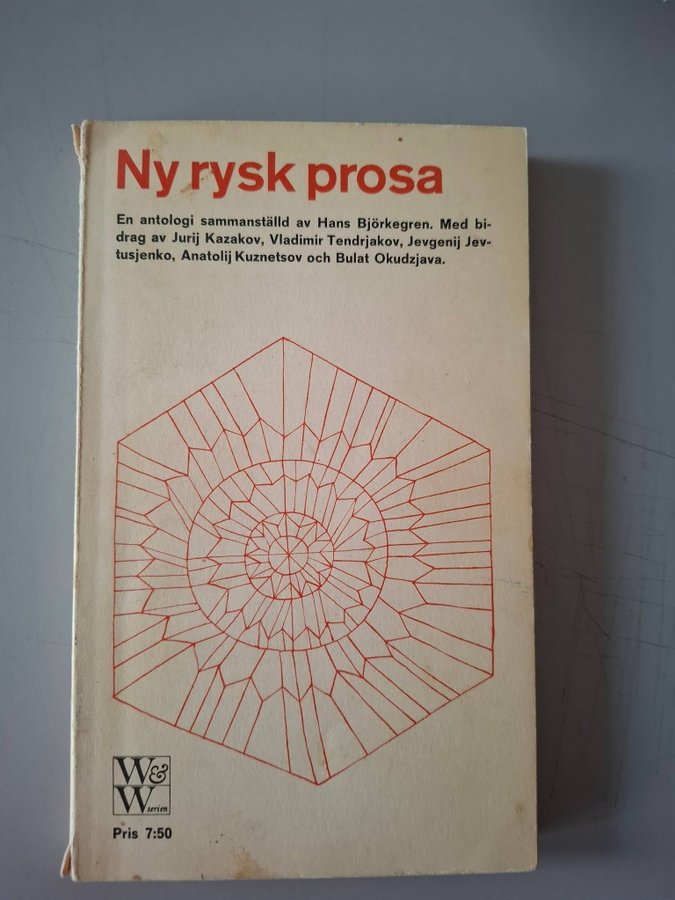 Ny rysk prosa
En antologi sammanställd av Hans Björkegren. Med bi-
drag av Jurij Kazakov, Vladimir Tendrjakov, Jevgenij Jev-
tusjenko, Anatolij Kuznetsov och Bulat Okudzjava.
W&
W serien
Pris 7:50